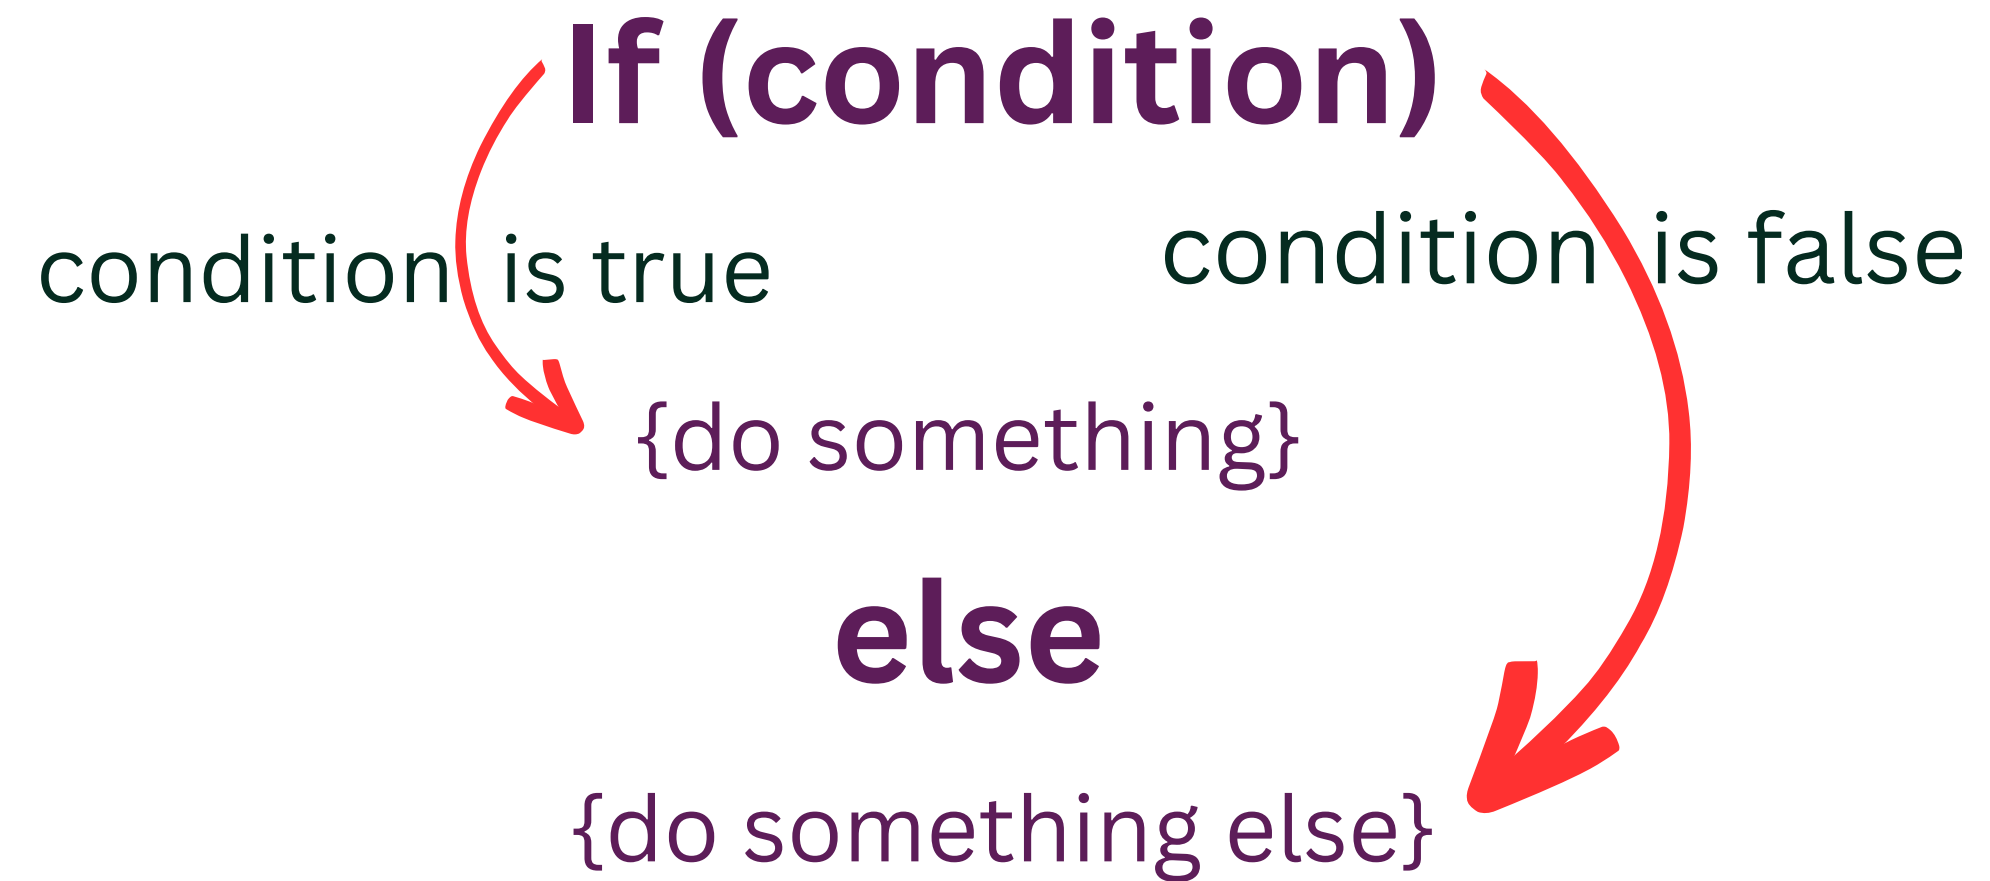 If (condition)
condition is true
condition is false
{do something}
else
{do something else}